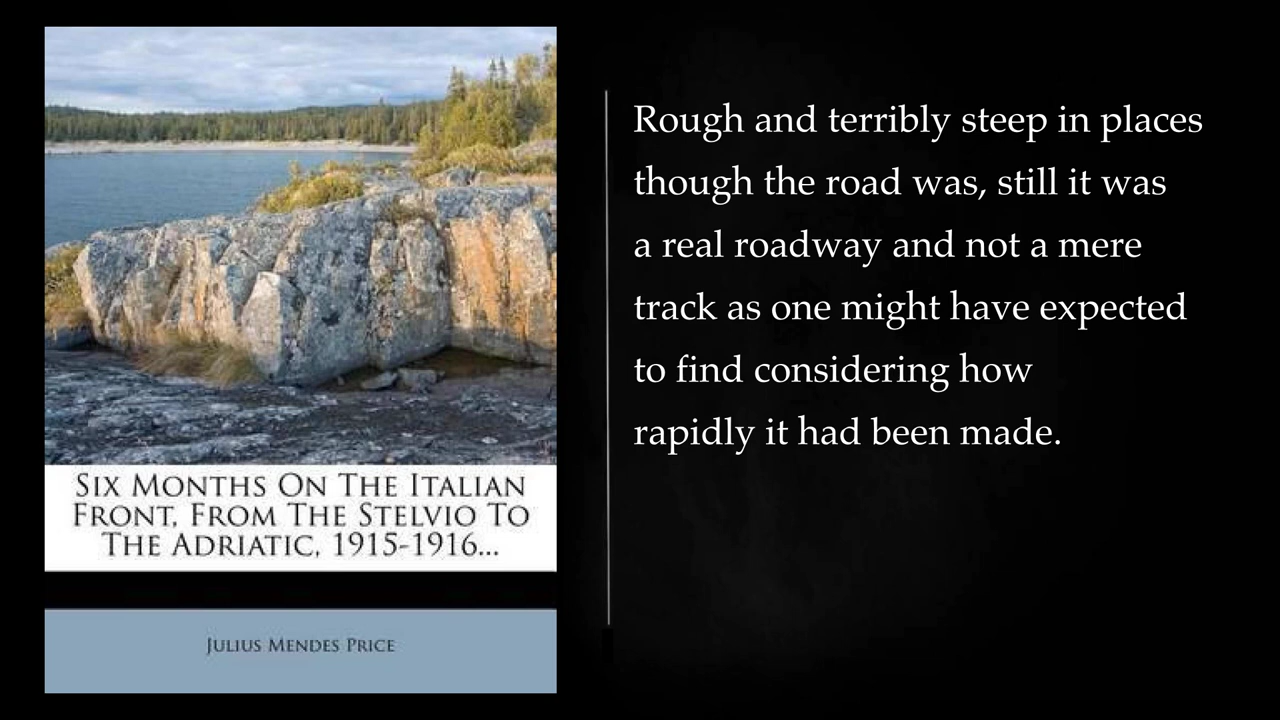 Rough and terribly steep in places
though the road was, still it was
a real roadway and not a mere
track as one might have expected
to find considering how
rapidly it had been made.
SIX MONTHS ON THE ITALIAN
FRONT, FROM THE STELVIO TO
THE ADRIATIC, 1915-1916...
JULIUS MENDES PRICE